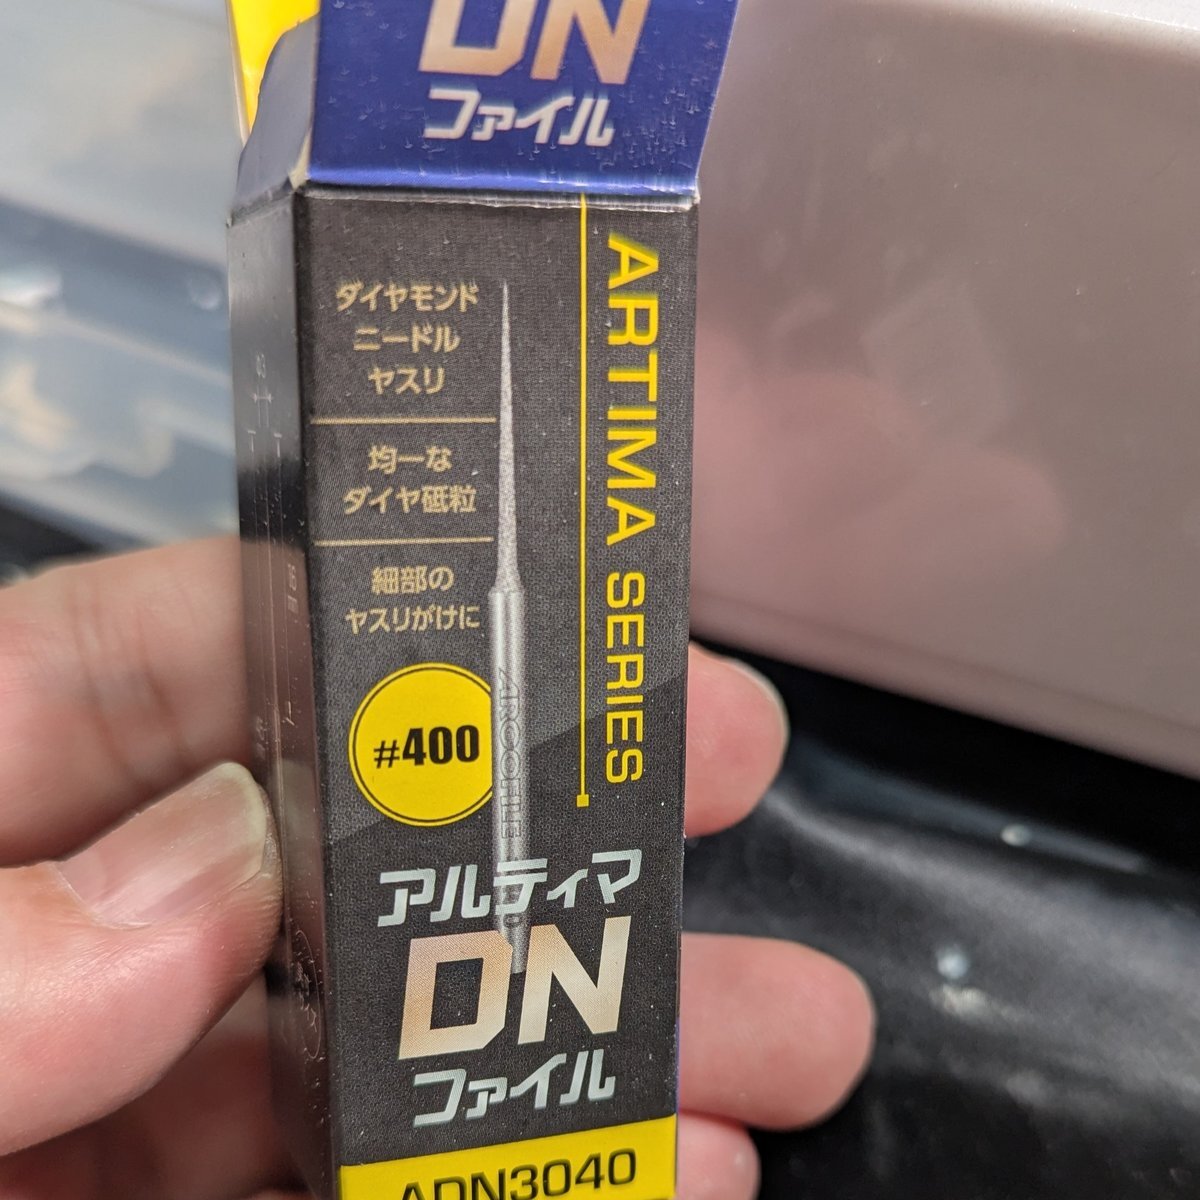 DN
ファイル
ダイヤモンド
ニードル
ヤスリ
均一な
ダイヤ砥粒
細部の
ヤスリがけに
#400
ARTIMA SERIES
アルティマ
DN
ファイル
ADN3040